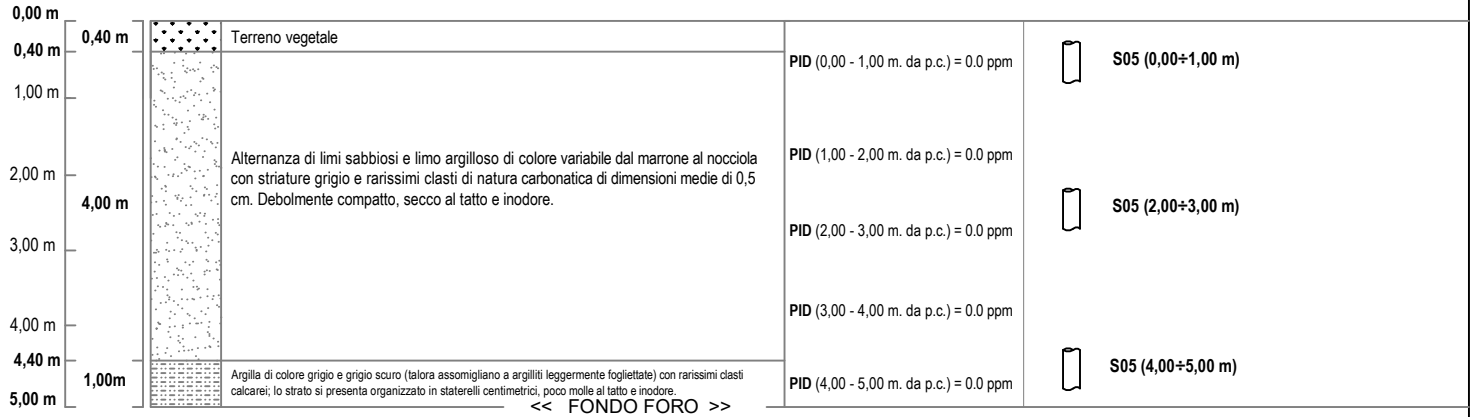 0,00 m
0,40 m
0,40 m
1,00 m
2,00 m
4,00 m
3,00 m
4,00 m
4,40 m
1,00m
5,00 m
Terreno vegetale
Alternanza di limi sabbiosi e limo argilloso di colore variabile dal marrone al nocciola
con striature grigio e rarissimi clasti di natura carbonatica di dimensioni medie di 0,5
cm. Debolmente compatto, secco al tatto e inodore.
Argilla di colore grigio e grigio scuro (talora assomigliano a argilliti leggermente fogliettate) con rarissimi clasti
calcarei; lo strato si presenta organizzato in staterelli centimetrici, poco molle al tatto e inodore.
<< FONDO FORO >>
PID (0,00 - 1,00 m. da p.c.) = 0.0 ppm
PID (1,00 - 2,00 m. da p.c.) = 0.0 ppm
PID (2,00 - 3,00 m. da p.c.) = 0.0 ppm
PID (3,00 - 4,00 m. da p.c.) = 0.0 ppm
PID (4,00 - 5,00 m. da p.c.) = 0.0 ppm
S05 (0,00÷1,00 m)
S05 (2,00÷3,00 m)
S05 (4,00÷5,00 m)